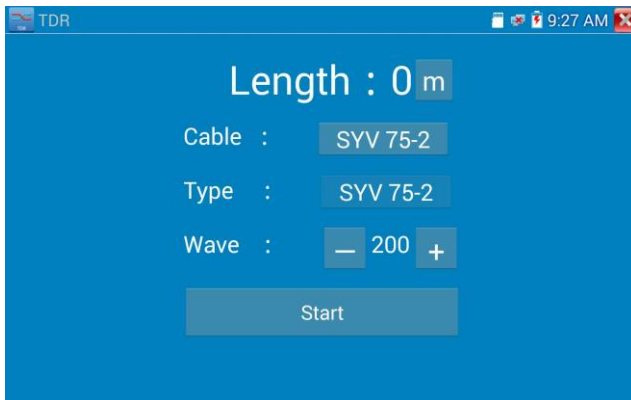 TDR 9:27 AM
Length : 0 m
Cable : SYV 75-2
Type : SYV 75-2
Wave : — 200 +
Start